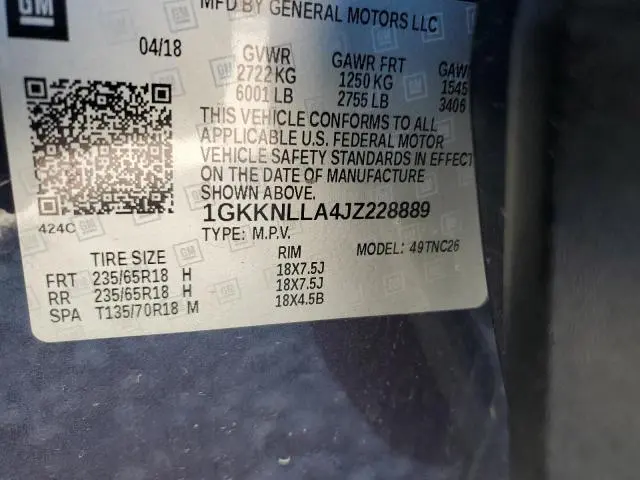 GM
MFD BY GENERAL MOTORS LLC
04/18 GVWR GAWR FRT GAW
2722 KG 1250 KG 1545
6001 LB 2755 LB 3406
THIS VEHICLE CONFORMS TO ALL
APPLICABLE U.S. FEDERAL MOTOR
VEHICLE SAFETY STANDARDS IN EFFECT
ON THE DATE OF MANUFACTURE
SHOWN ABOVE.
424C
1GKKNLLA4JZ228889
TYPE: M.P.V. MODEL: 49TNC26
TIRE SIZE RIM
FRT 235/65R18 H 18X7.5J
RR 235/65R18 H 18X7.5J
SPA T135/70R18 M 18X4.5B